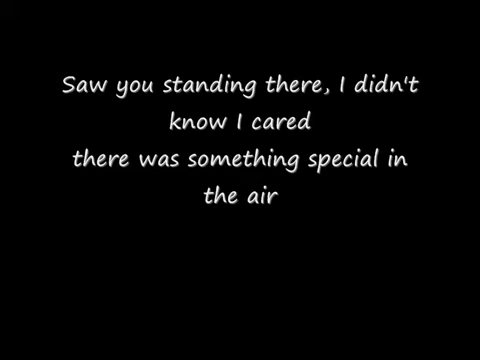 Saw you standing there, I didn't
know I cared
there was something special in
the air